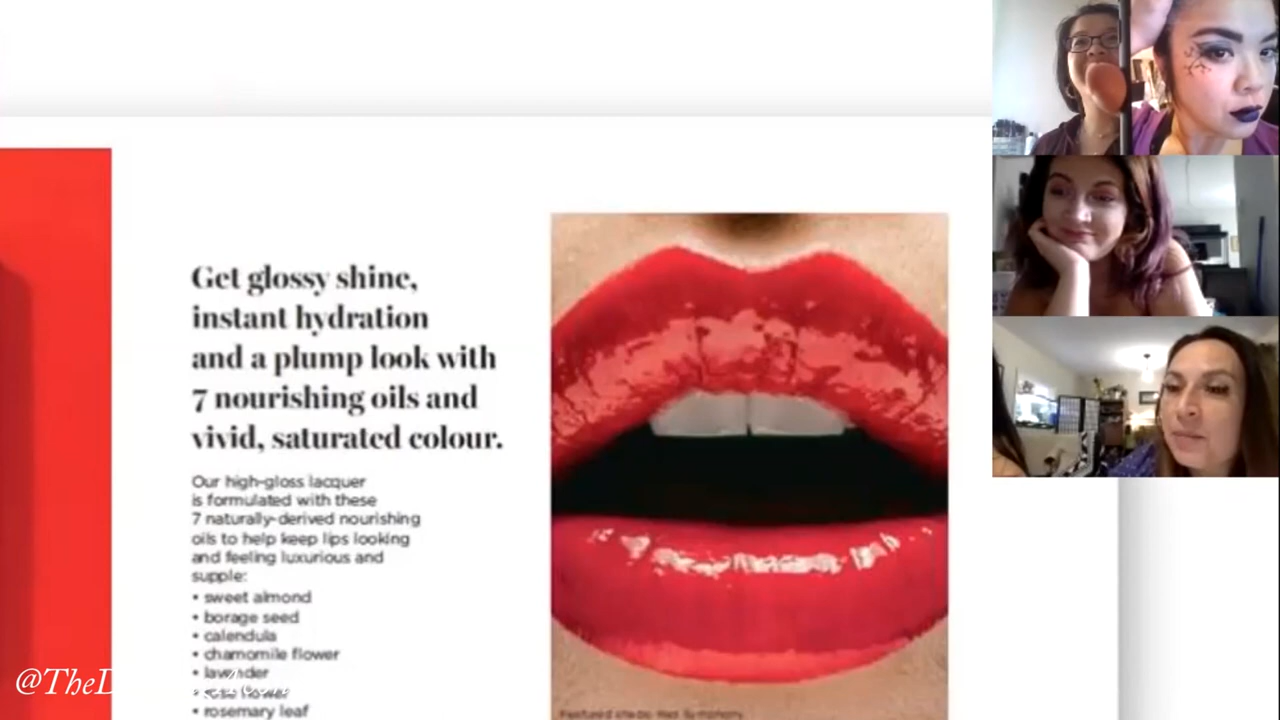 Get glossy shine,
instant hydration
and a plump look with
7 nourishing oils and
vivid, saturated colour.
Our high-gloss lacquer
is formulated with these
7 naturally-derived nourishing
oils to help keep lips looking
and feeling luxurious and
supple:
• sweet almond
• borage seed
• calendula
• chamomile flower
• lavender
• rose flower
• rosemary leaf